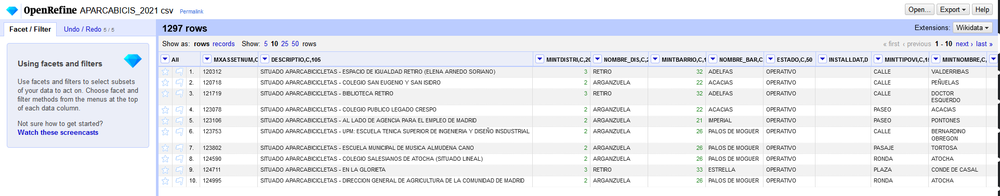 OpenRefine APARCABICIS_2021 csv Permalink Open... Export Help
Facet / Filter Undo / Redo 5 / 5 1297 rows Extensions: Wikidata
Show as: rows records Show: 5 10 25 50 rows « first ‹ previous 1 - 10 next › last »
Using facets and filters
Use facets and filters to select subsets
of your data to act on. Choose facet and
filter methods from the menus at the top
of each data column.
Not sure how to get started?
Watch these screencasts
All MXASSETNUM,C DESCRIPTIO,C,105 MINTDISTRI,C,20 NOMBRE_DIS,C,2 MINTBARRIO,C,1 NOMBRE_BAR,C ESTADO,C,50 INSTALLDAT,D MINTTIPOVI,C,15 MINTNOMBRE,C,
1. 120312 SITUADO APARCABICICLETAS - ESPACIO DE IGUALDAD RETIRO (ELENA ARNEDO SORIANO) 3 RETIRO 32 ADELFAS OPERATIVO CALLE VALDERRIBAS
2. 120718 SITUADO APARCABICICLETAS - COLEGIO SAN EUGENIO Y SAN ISIDRO 2 ARGANZUELA 22 ACACIAS OPERATIVO CALLE PEÑUELAS
3. 121719 SITUADO APARCABICICLETAS - BIBLIOTECA RETIRO 3 RETIRO 32 ADELFAS OPERATIVO CALLE DOCTOR
ESQUERDO
4. 123078 SITUADO APARCABICICLETAS - COLEGIO PUBLICO LEGADO CRESPO 2 ARGANZUELA 22 ACACIAS OPERATIVO PASEO ACACIAS
5. 123106 SITUADO APARCABICICLETAS - AL LADO DE AGENCIA PARA EL EMPLEO DE MADRID 2 ARGANZUELA 21 IMPERIAL OPERATIVO PASEO PONTONES
6. 123753 SITUADO APARCABICICLETAS - UPM: ESCUELA TENICA SUPERIOR DE INGENIERIA Y DISEÑO INSDUSTRIAL 2 ARGANZUELA 26 PALOS DE MOGUER OPERATIVO CALLE BERNARDINO
OBREGON
7. 123802 SITUADO APARCABICICLETAS - ESCUELA MUNICIPAL DE MUSICA ALMUDENA CANO 2 ARGANZUELA 26 PALOS DE MOGUER OPERATIVO PASAJE TORTOSA
8. 124590 SITUADO APARCABICICLETAS - COLEGIO SALESIANOS DE ATOCHA (SITUADO LINEAL) 2 ARGANZUELA 26 PALOS DE MOGUER OPERATIVO RONDA ATOCHA
9. 124711 SITUADO APARCABICICLETAS - EN LA GLORIETA 3 RETIRO 33 ESTRELLA OPERATIVO PLAZA CONDE DE CASAL
10. 124995 SITUADO APARCABICICLETAS - DIRECCION GENERAL DE AGRICULTURA DE LA COMUNIDAD DE MADRID 2 ARGANZUELA 26 PALOS DE MOGUER OPERATIVO RONDA ATOCHA